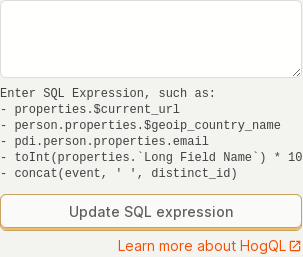 Enter SQL Expression, such as:
- properties.$current_url
- person.properties.$geoip_country_name
- pdi.person.properties.email
- toInt(properties.`Long Field Name`) * 10
- concat(event, ' ', distinct_id)
Update SQL expression
Learn more about HogQL